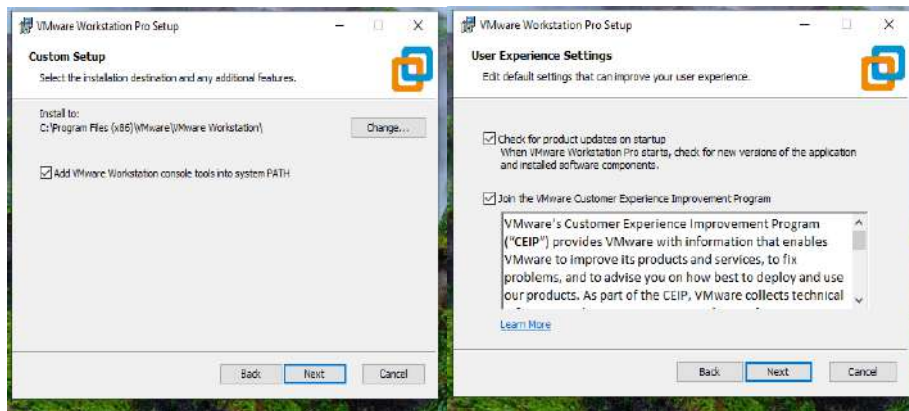 VMware Workstation Pro Setup
Custom Setup
Select the installation destination and any additional features.
Install to:
C:\Program Files (x86)\VMware\VMware Workstation\
Change...
Add VMware Workstation console tools into system PATH
Back
Next
Cancel
VMware Workstation Pro Setup
User Experience Settings
Edit default settings that can improve your user experience.
Check for product updates on startup
When VMware Workstation Pro starts, check for new versions of the application
and installed software components.
Join the VMware Customer Experience Improvement Program
VMware's Customer Experience Improvement Program
("CEIP") provides VMware with information that enables
VMware to improve its products and services, to fix
problems, and to advise you on how best to deploy and use
our products. As part of the CEIP, VMware collects technical
Learn More
Back
Next
Cancel